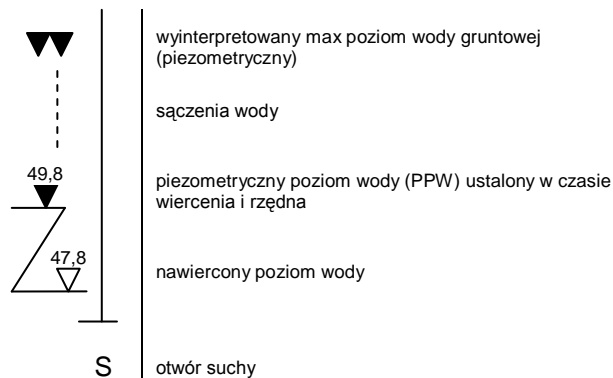 wyinterpretowany max poziom wody gruntowej
(piezometryczny)
sączenia wody
49,8
piezometryczny poziom wody (PPW) ustalony w czasie
wiercenia i rzędna
47,8
nawiercony poziom wody
S
otwór suchy